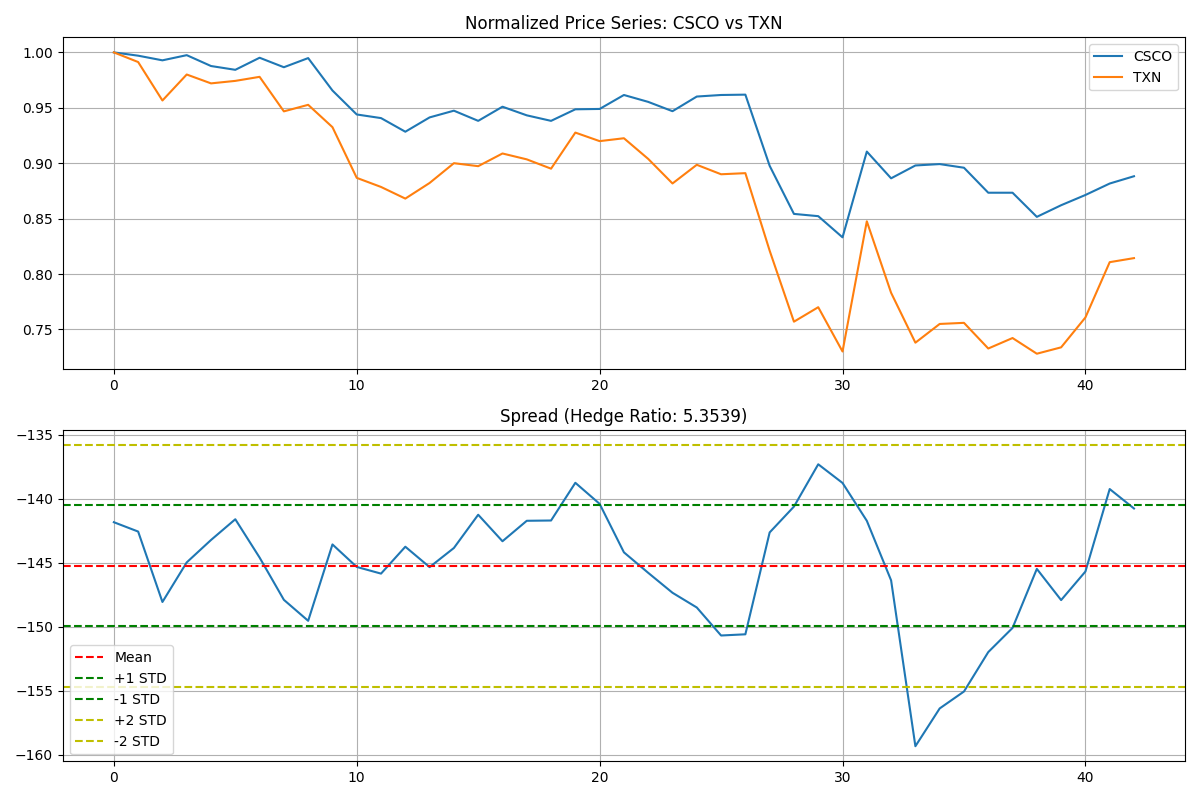 Normalized Price Series: CSCO vs TXN
1.00
0.95
0.90
0.85
0.80
0.75
CSCO
TXN
0
10
20
30
40
Spread (Hedge Ratio: 5.3539)
−135
−140
−145
−150
−155
−160
Mean
+1 STD
-1 STD
+2 STD
-2 STD
0
10
20
30
40